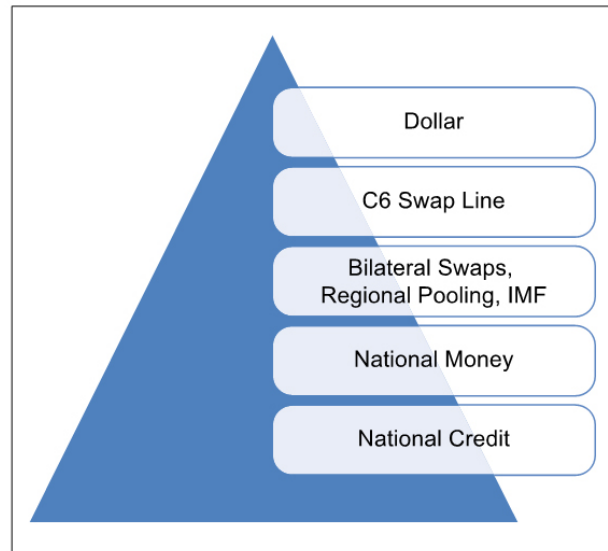 Dollar
C6 Swap Line
Bilateral Swaps,
Regional Pooling, IMF
National Money
National Credit